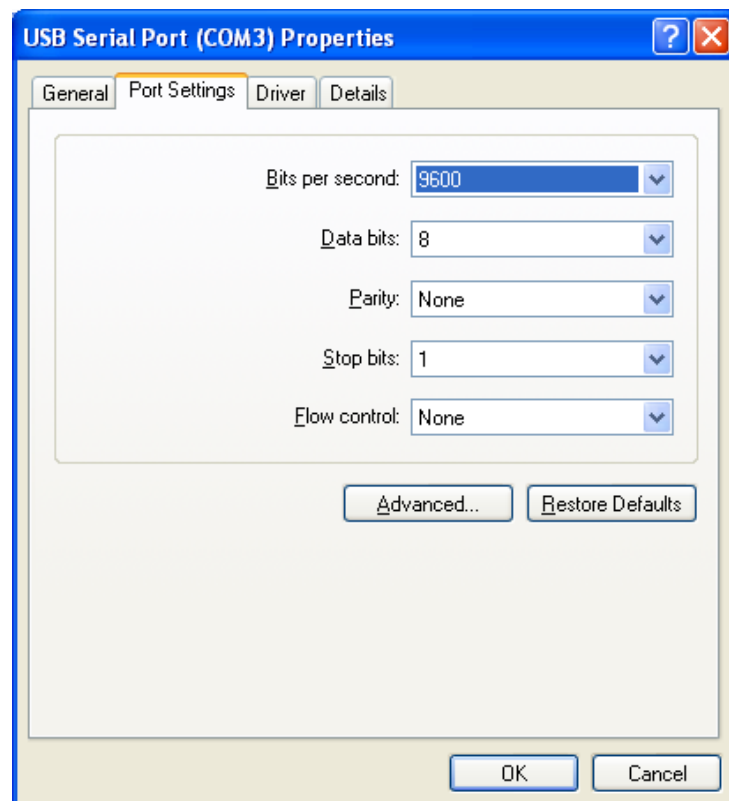 USB Serial Port (COM3) Properties
General Port Settings Driver Details
Bits per second: 9600
Data bits: 8
Parity: None
Stop bits: 1
Flow control: None
Advanced... Restore Defaults
OK Cancel